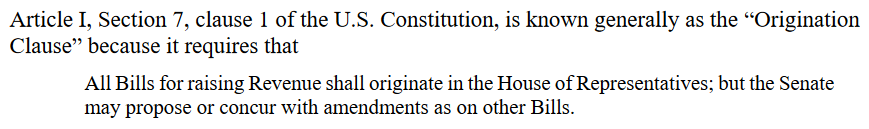 Article I, Section 7, clause 1 of the U.S. Constitution, is known generally as the “Origination
Clause” because it requires that
All Bills for raising Revenue shall originate in the House of Representatives; but the Senate
may propose or concur with amendments as on other Bills.